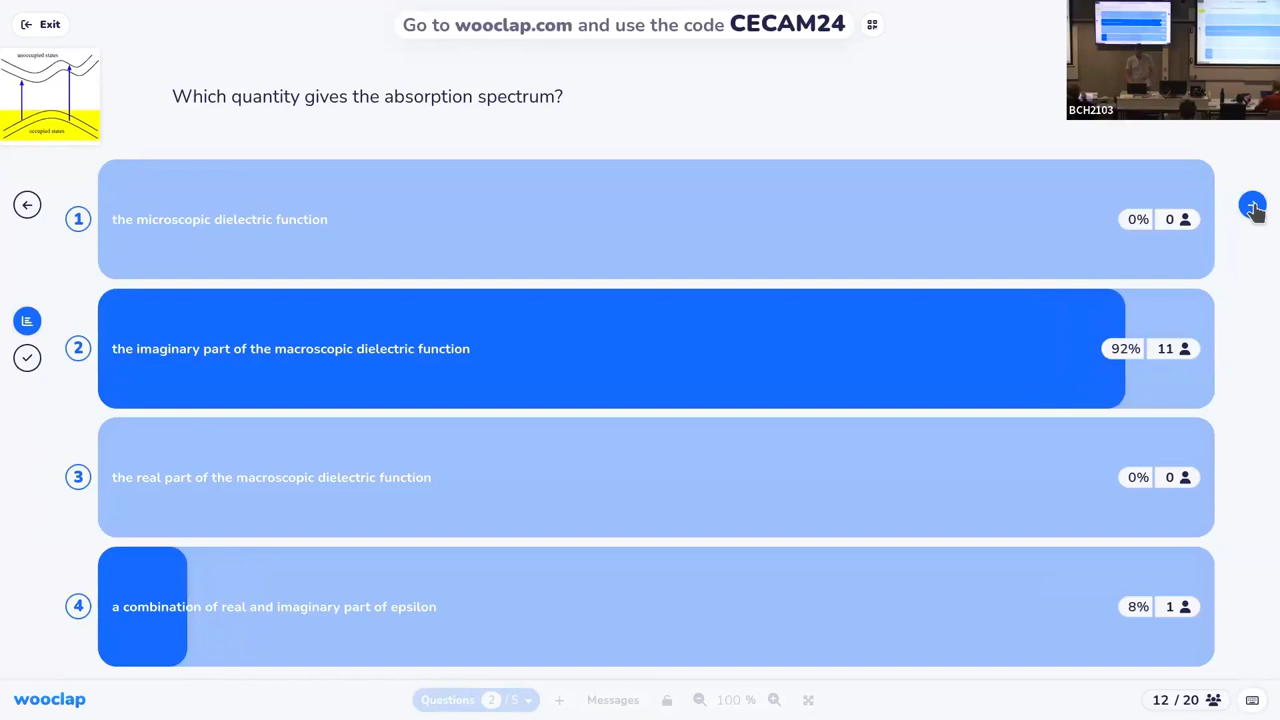 Exit
Go to wooclap.com and use the code CECAM24
unoccupied states
occupied states
Which quantity gives the absorption spectrum?
BCH2103
1 the microscopic dielectric function 0% 0
2 the imaginary part of the macroscopic dielectric function 92% 11
3 the real part of the macroscopic dielectric function 0% 0
4 a combination of real and imaginary part of epsilon 8% 1
wooclap Questions 2 / 5 + Messages 100 % 12 / 20